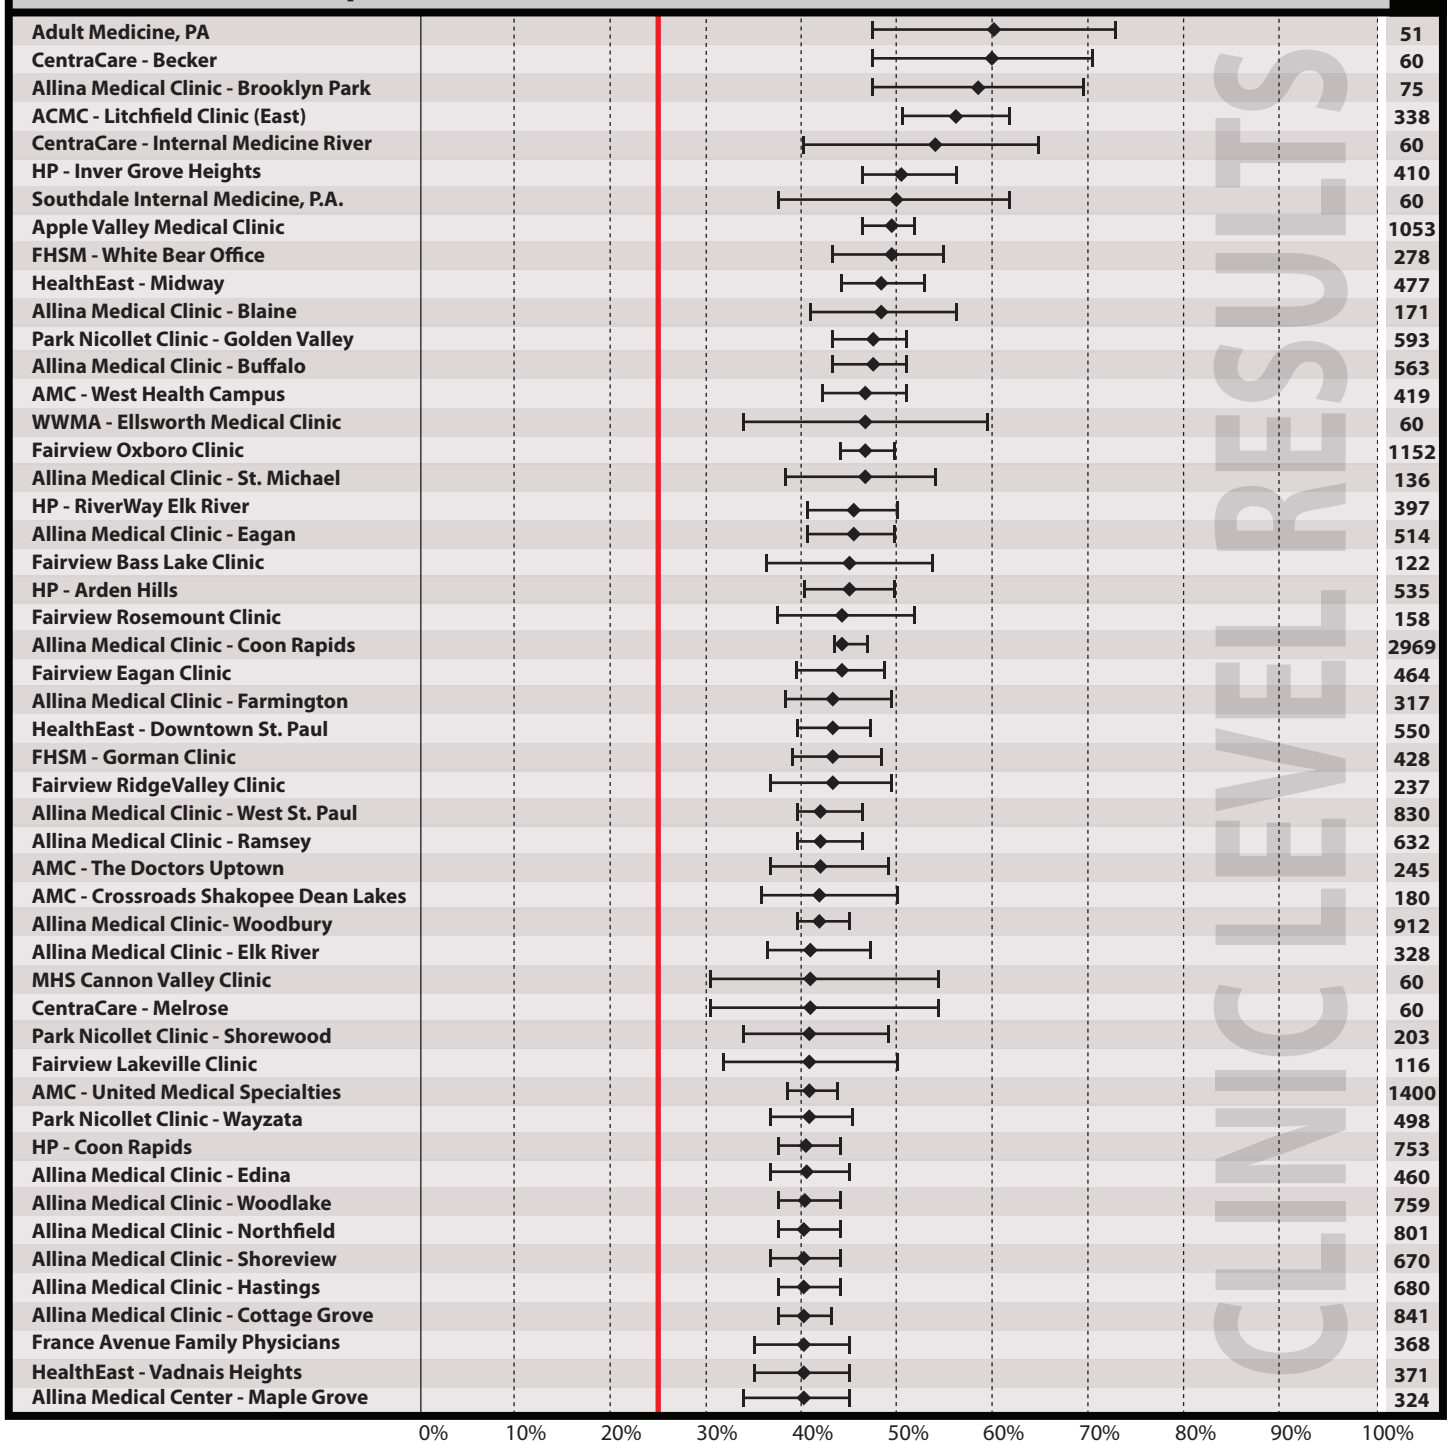 Adult Medicine, PA 51
CentraCare - Becker 60
Allina Medical Clinic - Brooklyn Park 75
ACMC - Litchfield Clinic (East) 338
CentraCare - Internal Medicine River 60
HP - Inver Grove Heights 410
Southdale Internal Medicine, P.A. 60
Apple Valley Medical Clinic 1053
FHSM - White Bear Office 278
HealthEast - Midway 477
Allina Medical Clinic - Blaine 171
Park Nicollet Clinic - Golden Valley 593
Allina Medical Clinic - Buffalo 563
AMC - West Health Campus 419
WWMA - Ellsworth Medical Clinic 60
Fairview Oxboro Clinic 1152
Allina Medical Clinic - St. Michael 136
HP - RiverWay Elk River 397
Allina Medical Clinic - Eagan 514
Fairview Bass Lake Clinic 122
HP - Arden Hills 535
Fairview Rosemount Clinic 158
Allina Medical Clinic - Coon Rapids 2969
Fairview Eagan Clinic 464
Allina Medical Clinic - Farmington 317
HealthEast - Downtown St. Paul 550
FHSM - Gorman Clinic 428
Fairview RidgeValley Clinic 237
Allina Medical Clinic - West St. Paul 830
Allina Medical Clinic - Ramsey 632
AMC - The Doctors Uptown 245
AMC - Crossroads Shakopee Dean Lakes 180
Allina Medical Clinic- Woodbury 912
Allina Medical Clinic - Elk River 328
MHS Cannon Valley Clinic 60
CentraCare - Melrose 60
Park Nicollet Clinic - Shorewood 203
Fairview Lakeville Clinic 116
AMC - United Medical Specialties 1400
Park Nicollet Clinic - Wayzata 498
HP - Coon Rapids 753
Allina Medical Clinic - Edina 460
Allina Medical Clinic - Woodlake 759
Allina Medical Clinic - Northfield 801
Allina Medical Clinic - Shoreview 670
Allina Medical Clinic - Hastings 680
Allina Medical Clinic - Cottage Grove 841
France Avenue Family Physicians 368
HealthEast - Vadnais Heights 371
Allina Medical Center - Maple Grove 324
0% 10% 20% 30% 40% 50% 60% 70% 80% 90% 100%
CLINIC LEVEL RESULTS